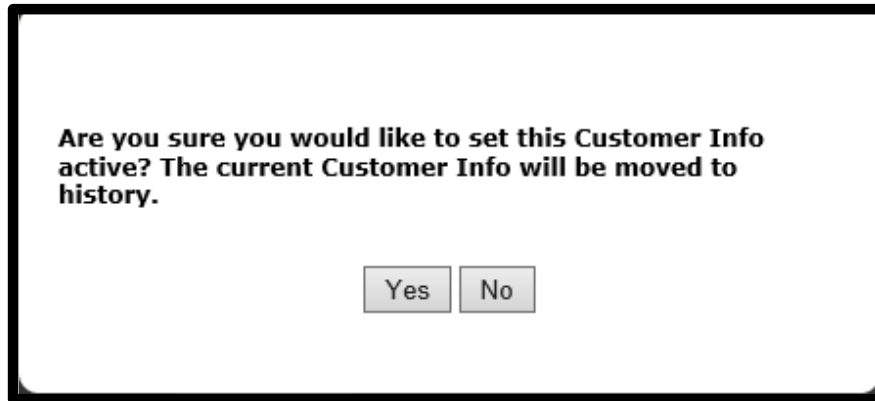 Are you sure you would like to set this Customer Info
active? The current Customer Info will be moved to
history.
Yes No